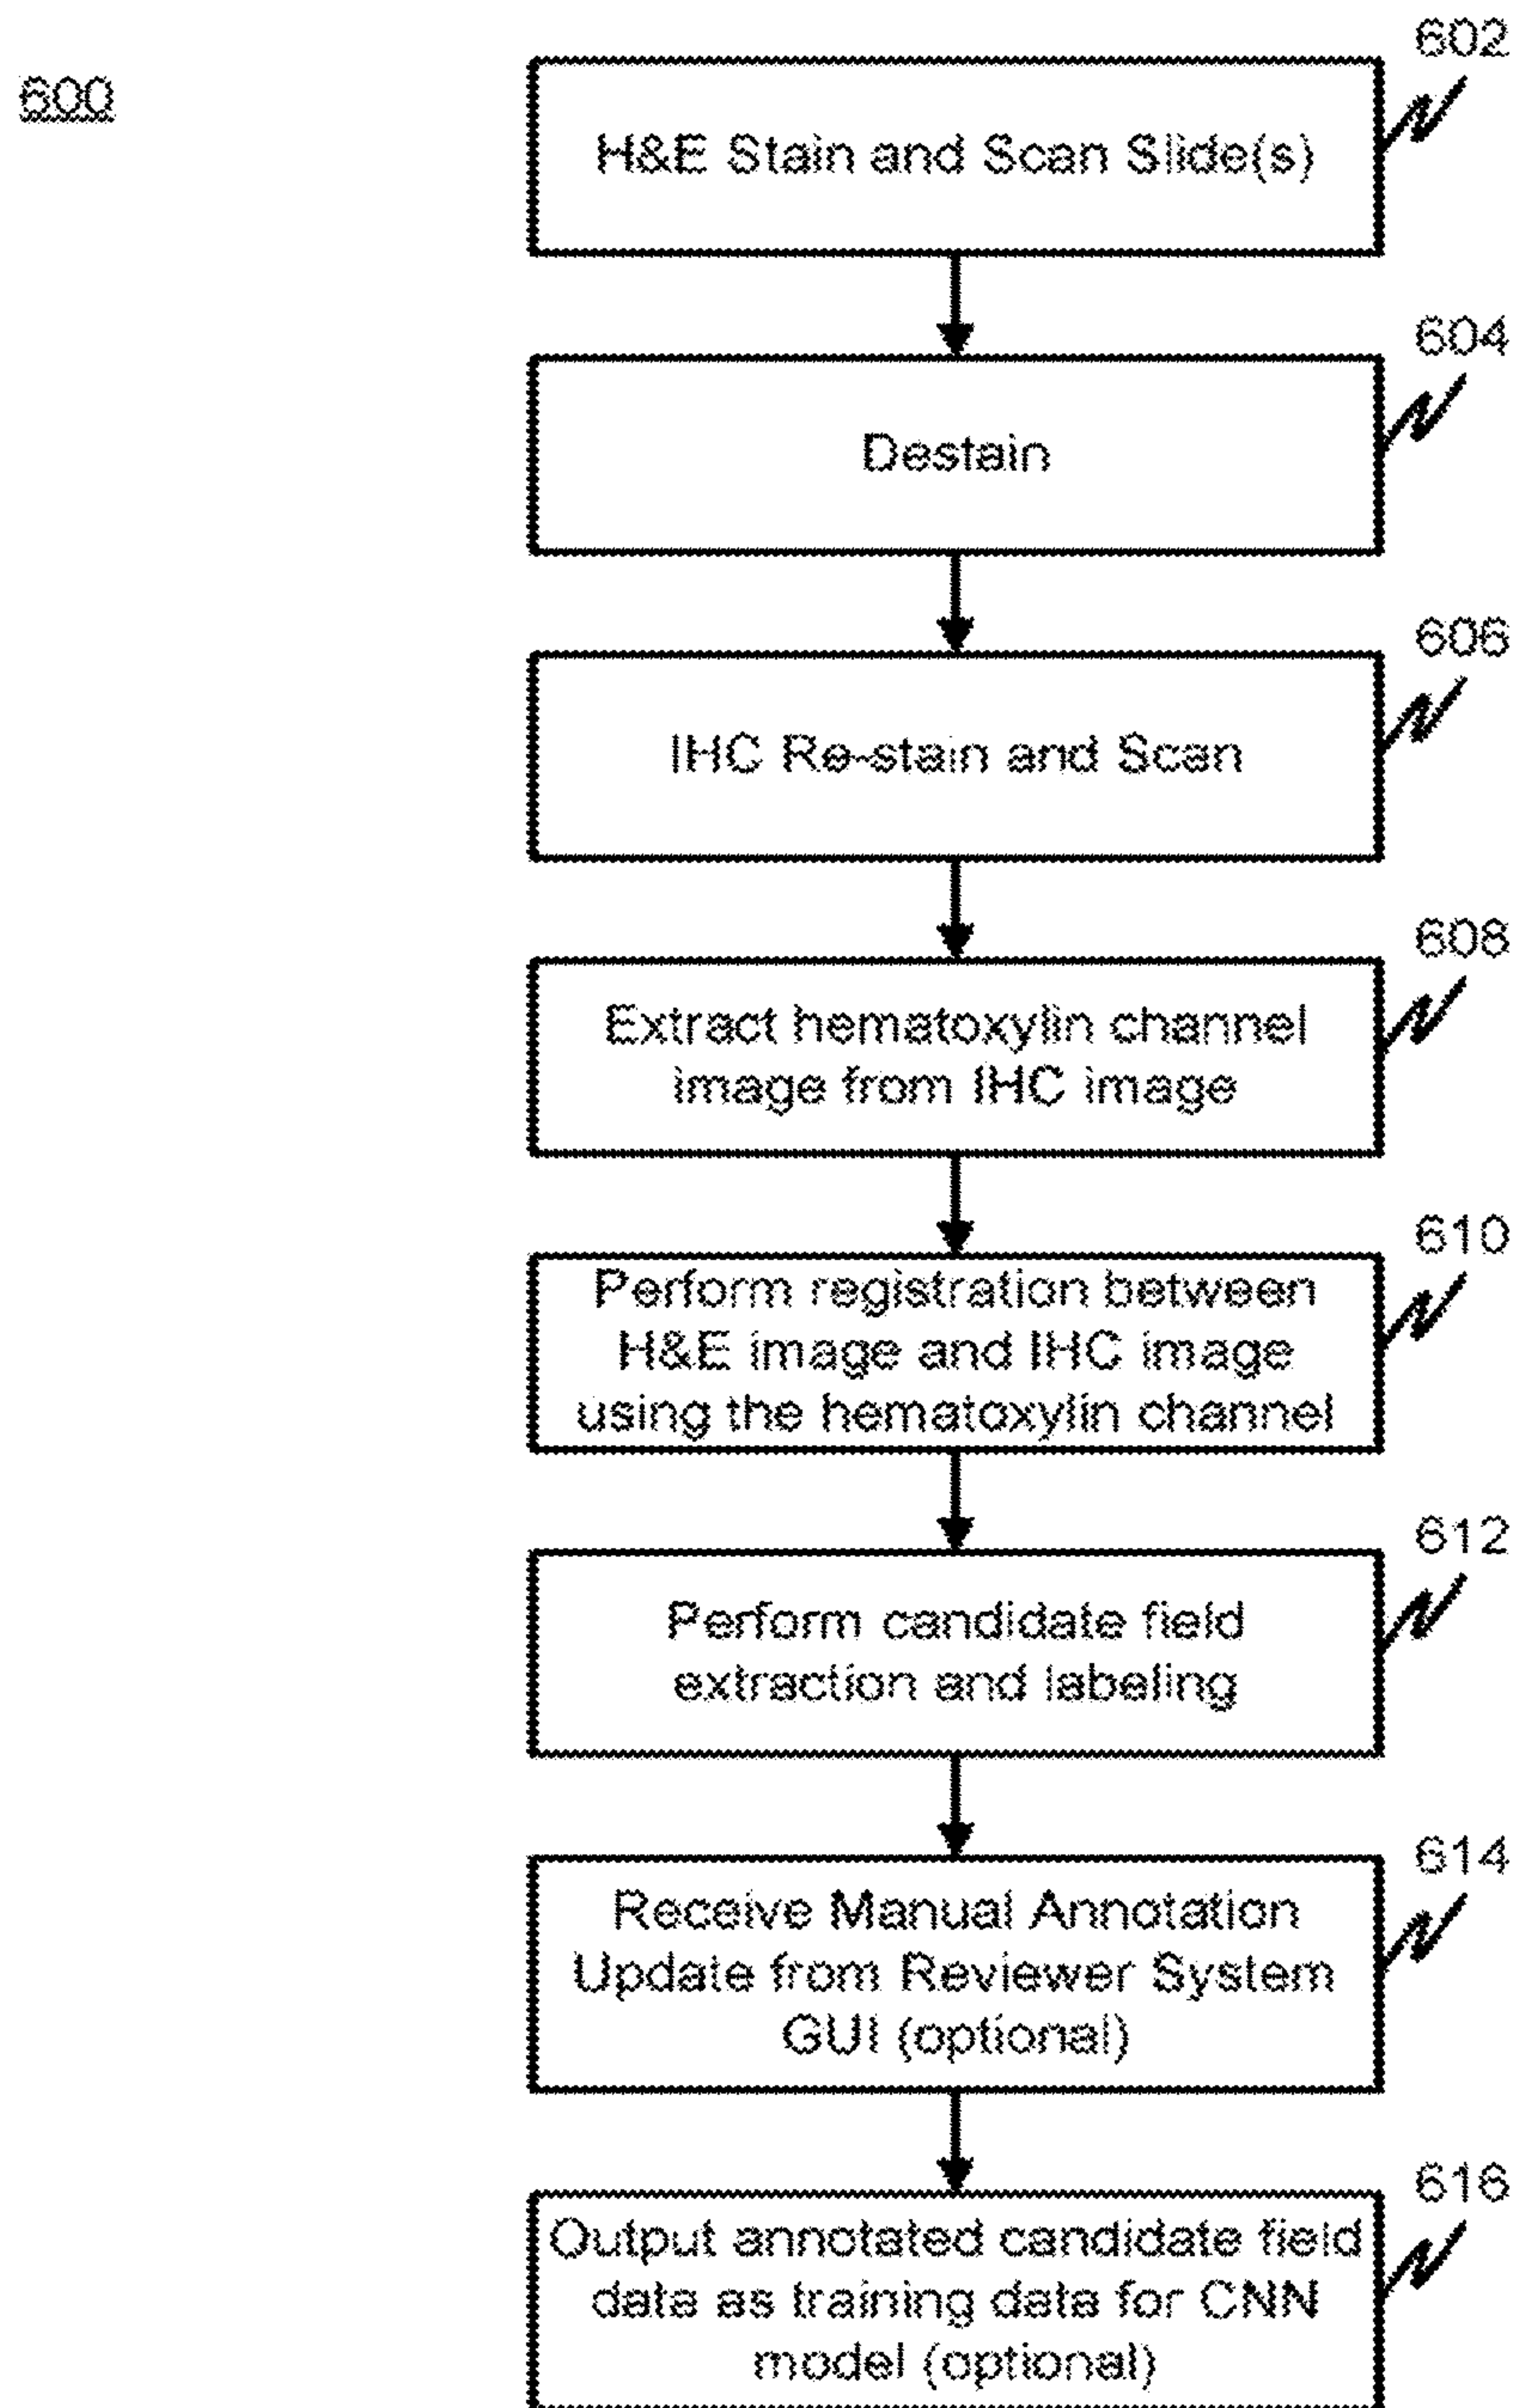 600
602
H&E Stain and Scan Slide(s)
604
Destain
606
IHC Re-stain and Scan
608
Extract hematoxylin channel
image from IHC image
610
Perform registration between
H&E image and IHC image
using the hematoxylin channel
612
Perform candidate field
extraction and labeling
614
Receive Manual Annotation
Update from Reviewer System
GUI (optional)
616
Output annotated candidate field
data as training data for CNN
model (optional)